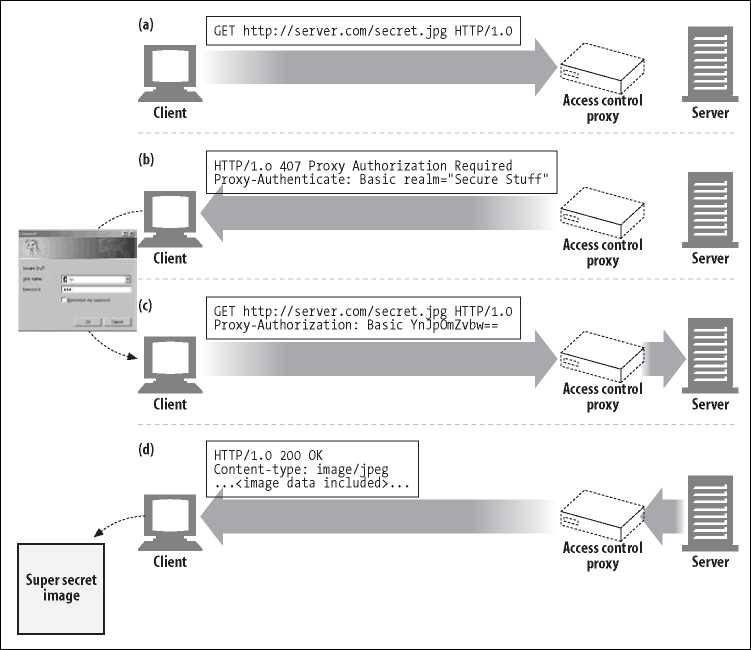 (a)
GET http://server.com/secret.jpg HTTP/1.0
Client
Access control
proxy
Server
(b)
HTTP/1.0 407 Proxy Authorization Required
Proxy-Authenticate: Basic realm="Secure Stuff"
Client
Access control
proxy
Server
(c)
GET http://server.com/secret.jpg HTTP/1.0
Proxy-Authorization: Basic YnJpOmZvbw==
Client
Access control
proxy
Server
(d)
HTTP/1.0 200 OK
Content-type: image/jpeg
...<image data included>...
Client
Access control
proxy
Server
Super secret
image